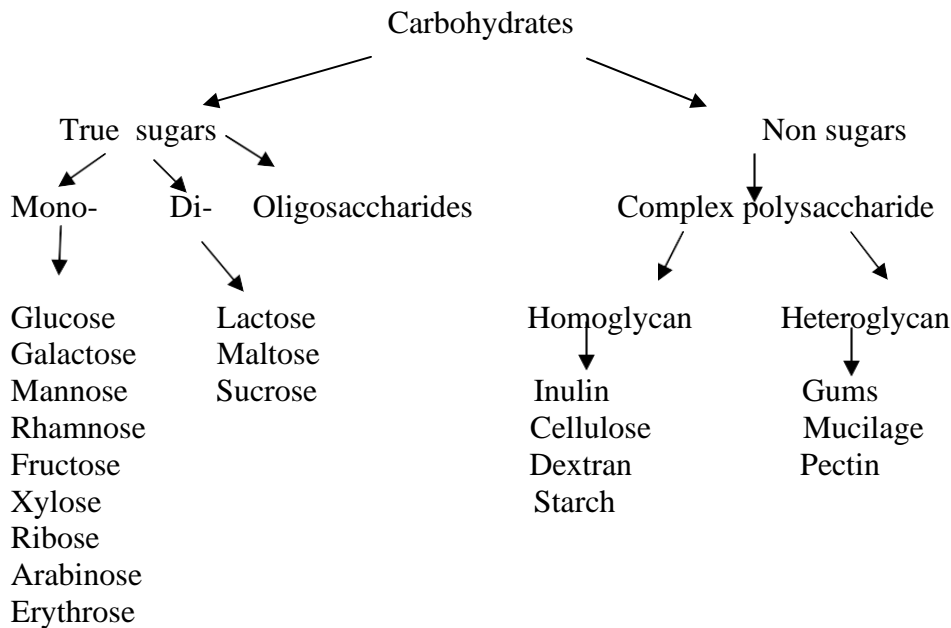 Carbohydrates
True sugars Non sugars
Mono- Di- Oligosaccharides Complex polysaccharide
Glucose Lactose Homoglycan Heteroglycan
Galactose Maltose
Mannose Sucrose Inulin Gums
Rhamnose Cellulose Mucilage
Fructose Dextran Pectin
Xylose Starch
Ribose
Arabinose
Erythrose